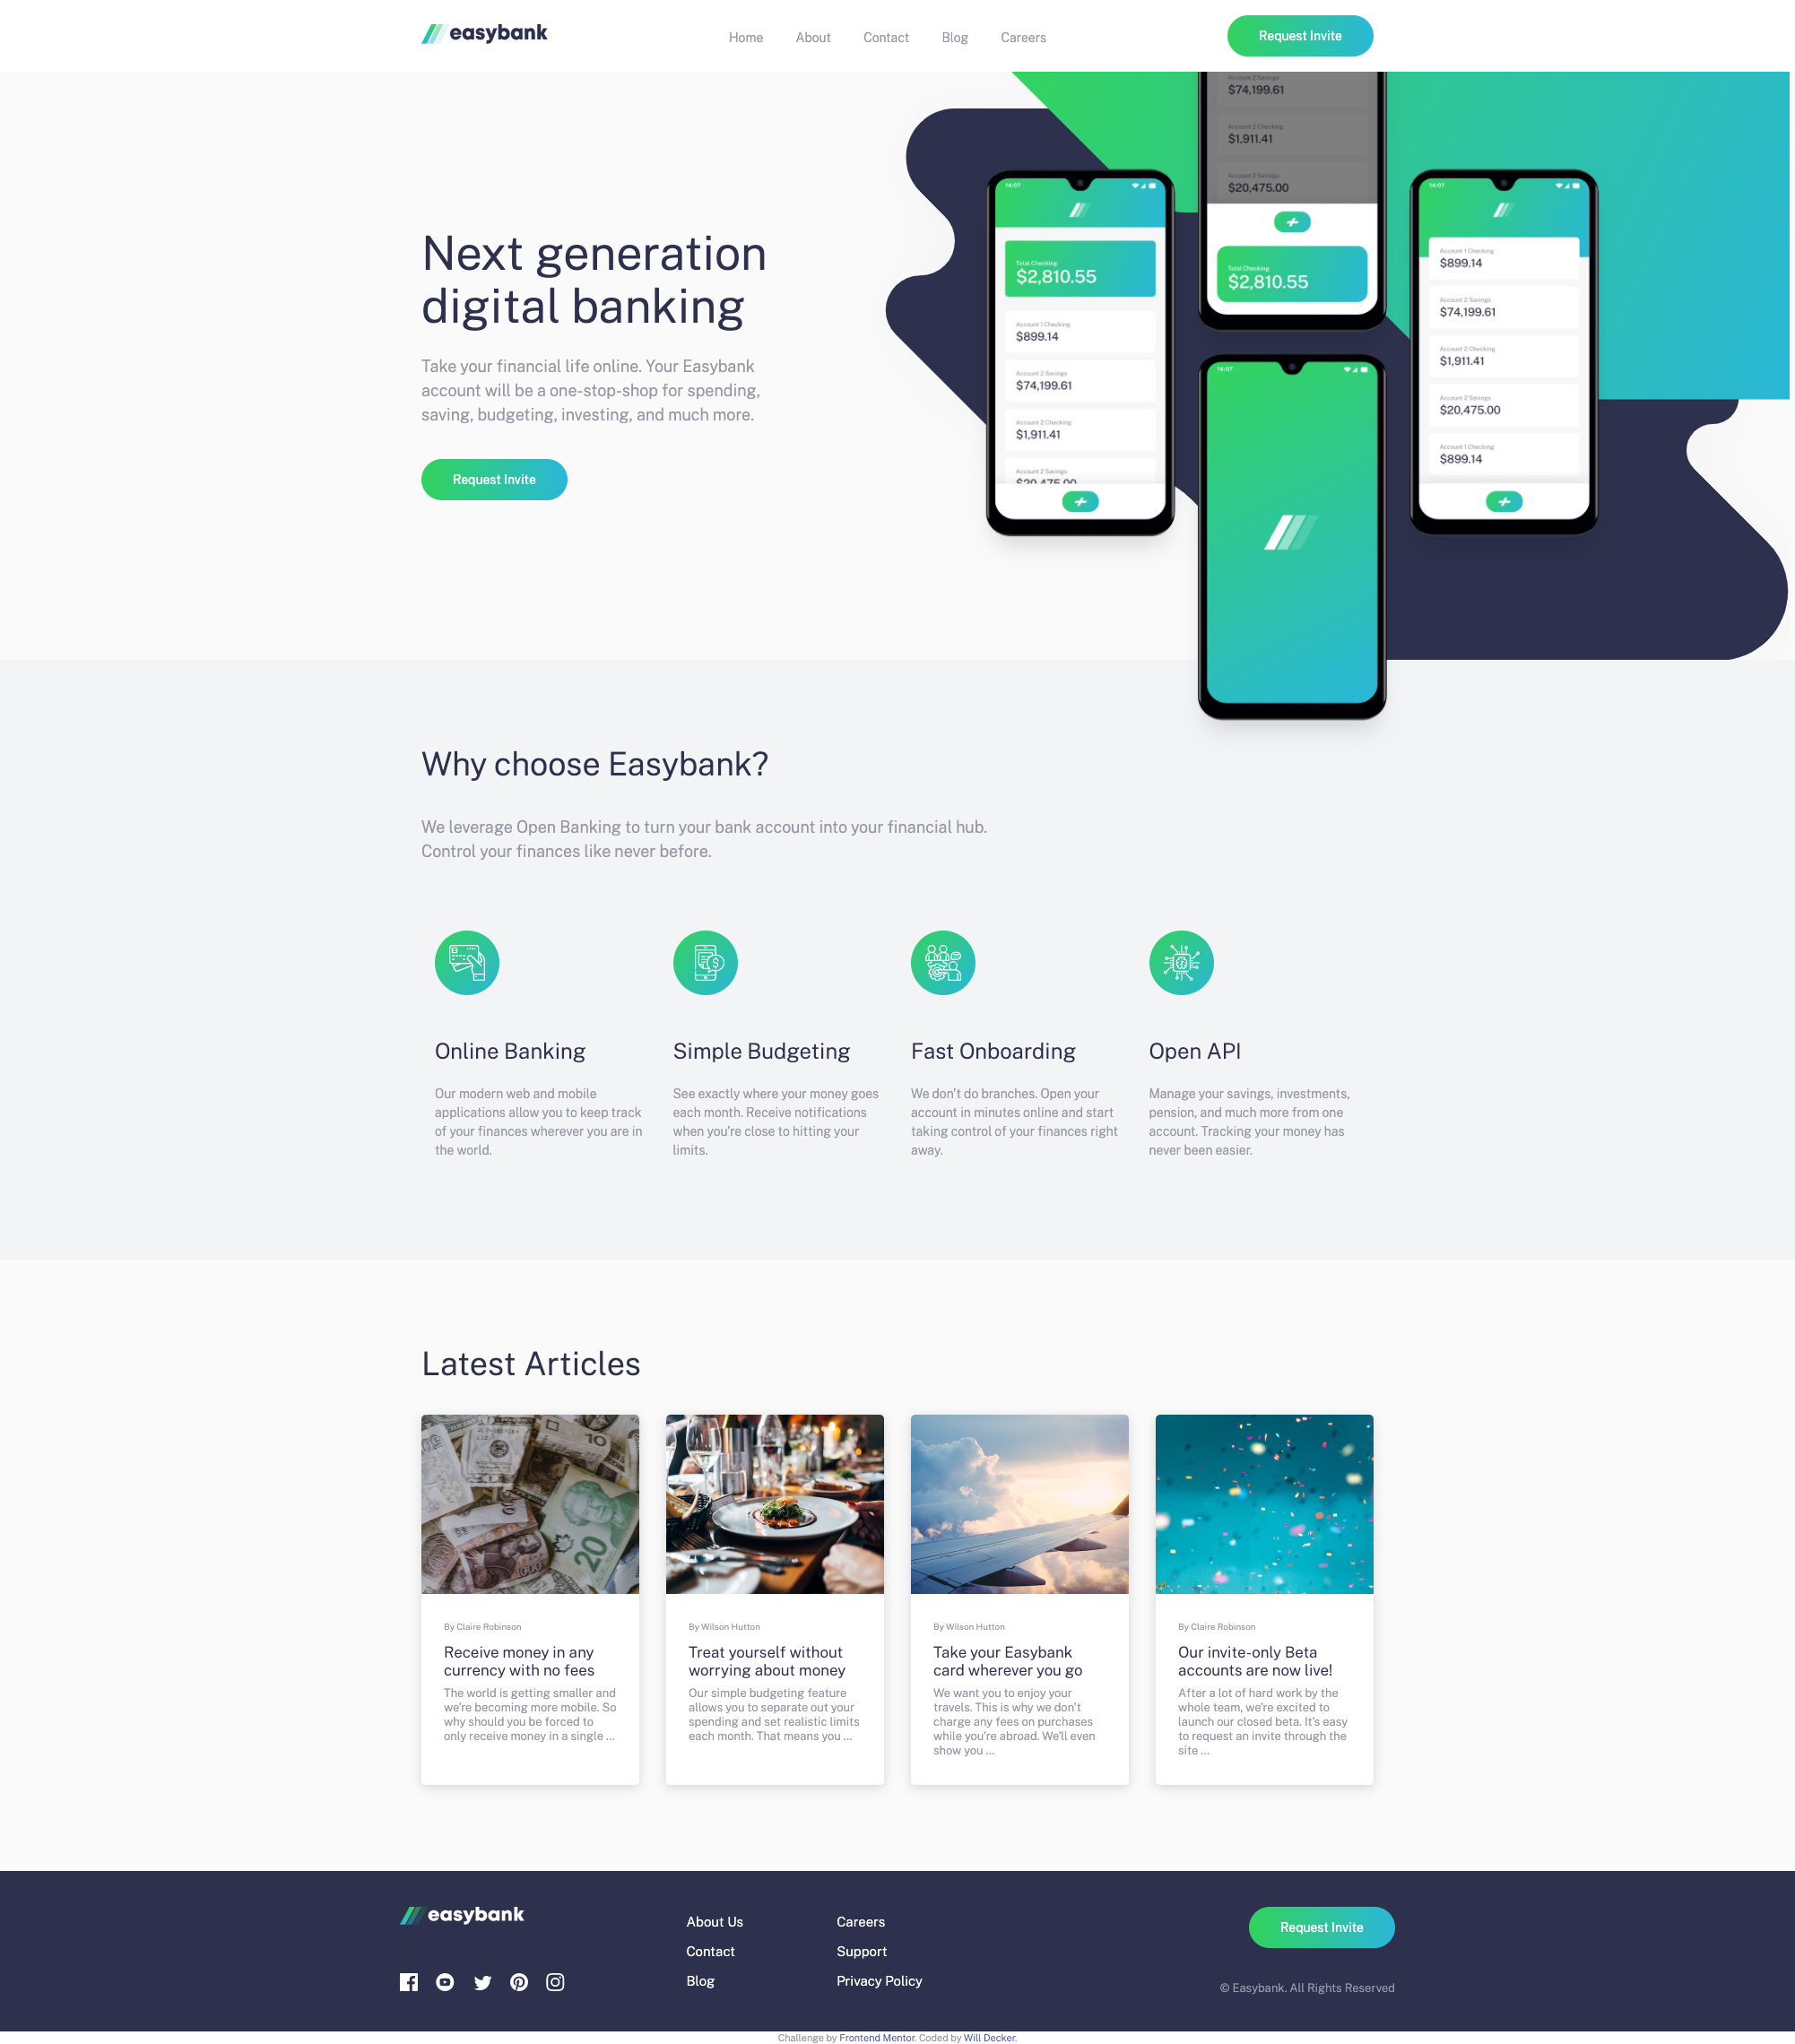 easybank
Home About Contact Blog Careers
Request Invite
Next generation
digital banking
Take your financial life online. Your Easybank
account will be a one-stop-shop for spending,
saving, budgeting, investing, and much more.
Request Invite
14:07
Total Checking
$2,810.55
Account 1 Checking
$899.14
Account 2 Savings
$74,199.61
Account 2 Checking
$1,911.41
Account 2 Savings
$20,475.00
Account 2 Savings
$74,199.61
Account 2 Checking
$1,911.41
Account 2 Savings
$20,475.00
Total Checking
$2,810.55
14:07
14:07
Account 1 Checking
$899.14
Account 2 Savings
$74,199.61
Account 2 Checking
$1,911.41
Account 2 Savings
$20,475.00
Account 1 Checking
$899.14
Why choose Easybank?
We leverage Open Banking to turn your bank account into your financial hub.
Control your finances like never before.
Online Banking
Our modern web and mobile
applications allow you to keep track
of your finances wherever you are in
the world.
Simple Budgeting
See exactly where your money goes
each month. Receive notifications
when you're close to hitting your
limits.
Fast Onboarding
We don't do branches. Open your
account in minutes online and start
taking control of your finances right
away.
Open API
Manage your savings, investments,
pension, and much more from one
account. Tracking your money has
never been easier.
Latest Articles
10
20
1000
By Claire Robinson
Receive money in any
currency with no fees
The world is getting smaller and
we're becoming more mobile. So
why should you be forced to
only receive money in a single ...
By Wilson Hutton
Treat yourself without
worrying about money
Our simple budgeting feature
allows you to separate out your
spending and set realistic limits
each month. That means you ...
By Wilson Hutton
Take your Easybank
card wherever you go
We want you to enjoy your
travels. This is why we don't
charge any fees on purchases
while you're abroad. We'll even
show you ...
By Claire Robinson
Our invite-only Beta
accounts are now live!
After a lot of hard work by the
whole team, we're excited to
launch our closed beta. It's easy
to request an invite through the
site ...
easybank
About Us
Contact
Blog
Careers
Support
Privacy Policy
Request Invite
© Easybank. All Rights Reserved
Challenge by Frontend Mentor. Coded by Will Decker.